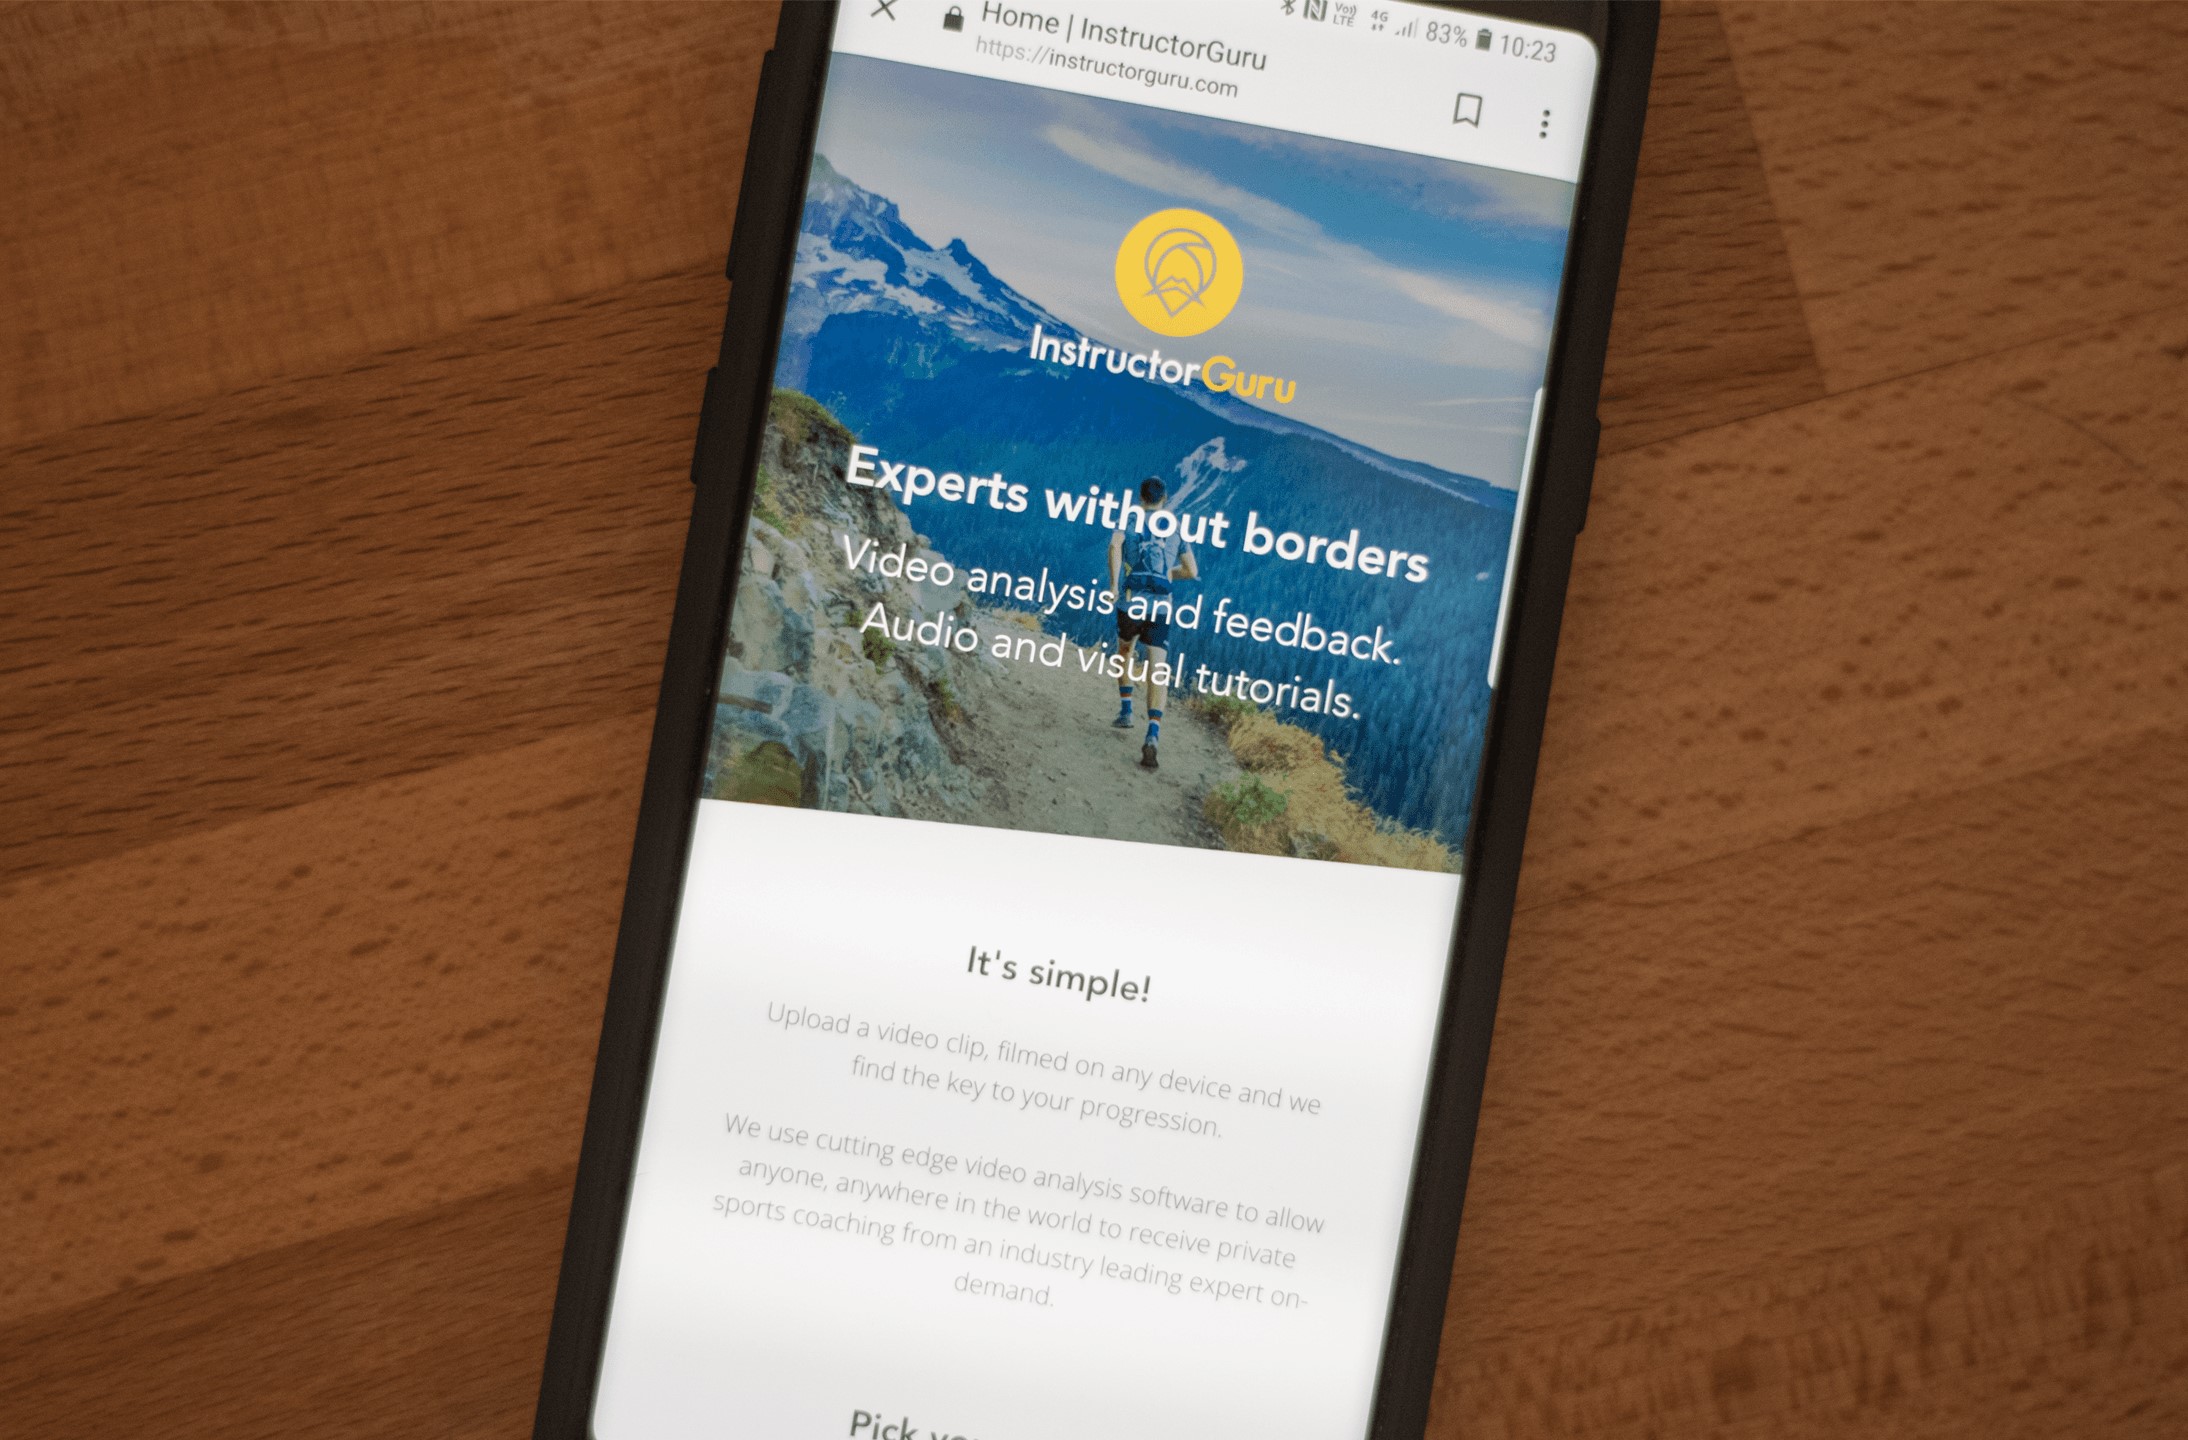 Vo)) LTE 4G 83% 10:23
Home | InstructorGuru
https://instructorguru.com
InstructorGuru
Experts without borders
Video analysis and feedback.
Audio and visual tutorials.
It's simple!
Upload a video clip, filmed on any device and we
find the key to your progression.
We use cutting edge video analysis software to allow
anyone, anywhere in the world to receive private
sports coaching from an industry leading expert on-
demand.
Pick